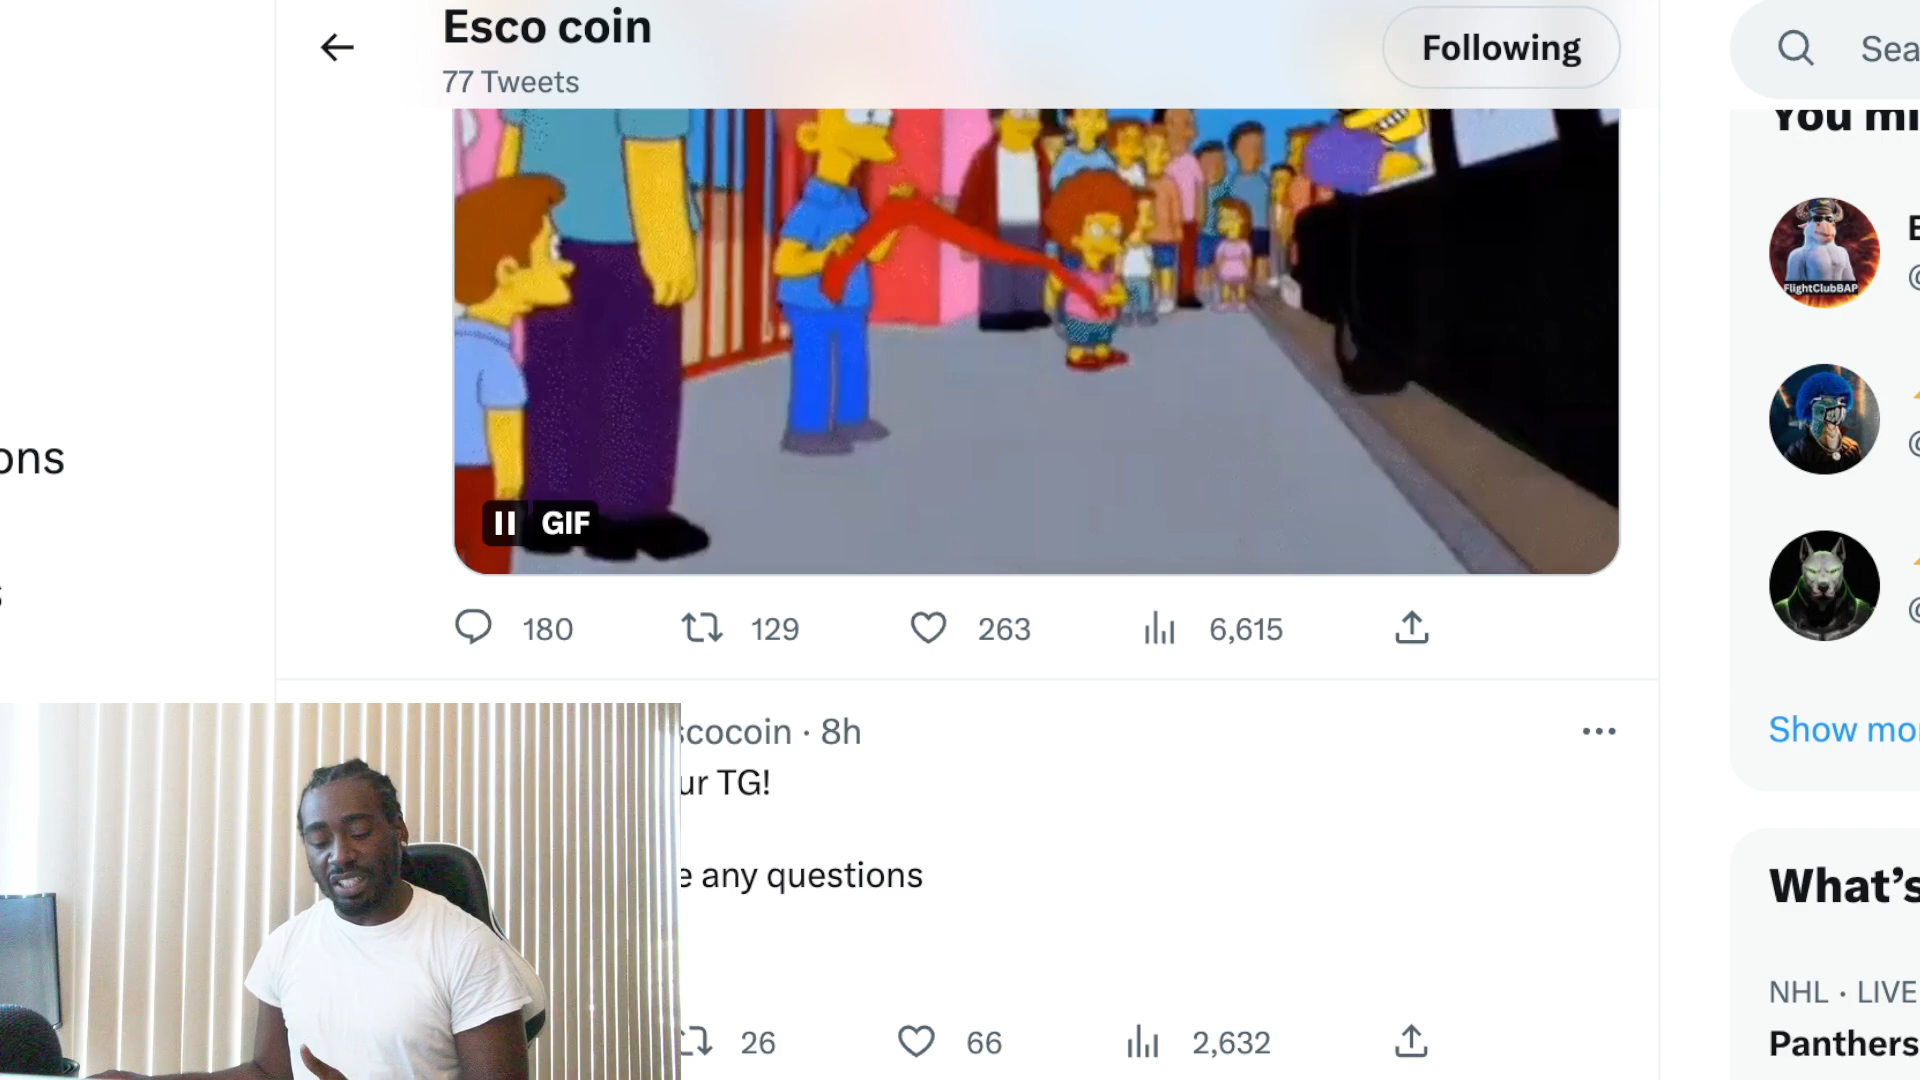 Esco coin
77 Tweets
Following
Sea
You mi
FlightClubBAP
ons
GIF
180
129
263
6,615
Show mo
scocoin · 8h
ur TG!
e any questions
What's
NHL · LIVE
26
66
2,632
Panthers